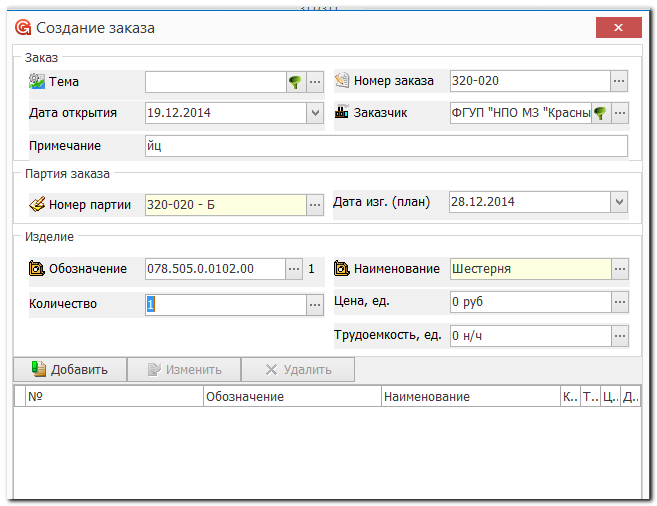 Создание заказа
Заказ
Тема
Номер заказа 320-020
Дата открытия 19.12.2014
Заказчик ФГУП "НПО МЗ "Красны
Примечание йц
Партия заказа
Номер партии 320-020 - Б
Дата изг. (план) 28.12.2014
Изделие
Обозначение 078.505.0.0102.00 1
Наименование Шестерня
Количество 1
Цена, ед. 0 руб
Трудоемкость, ед. 0 н/ч
Добавить Изменить Удалить
№ Обозначение Наименование К.. Т.. Ц.. Д..